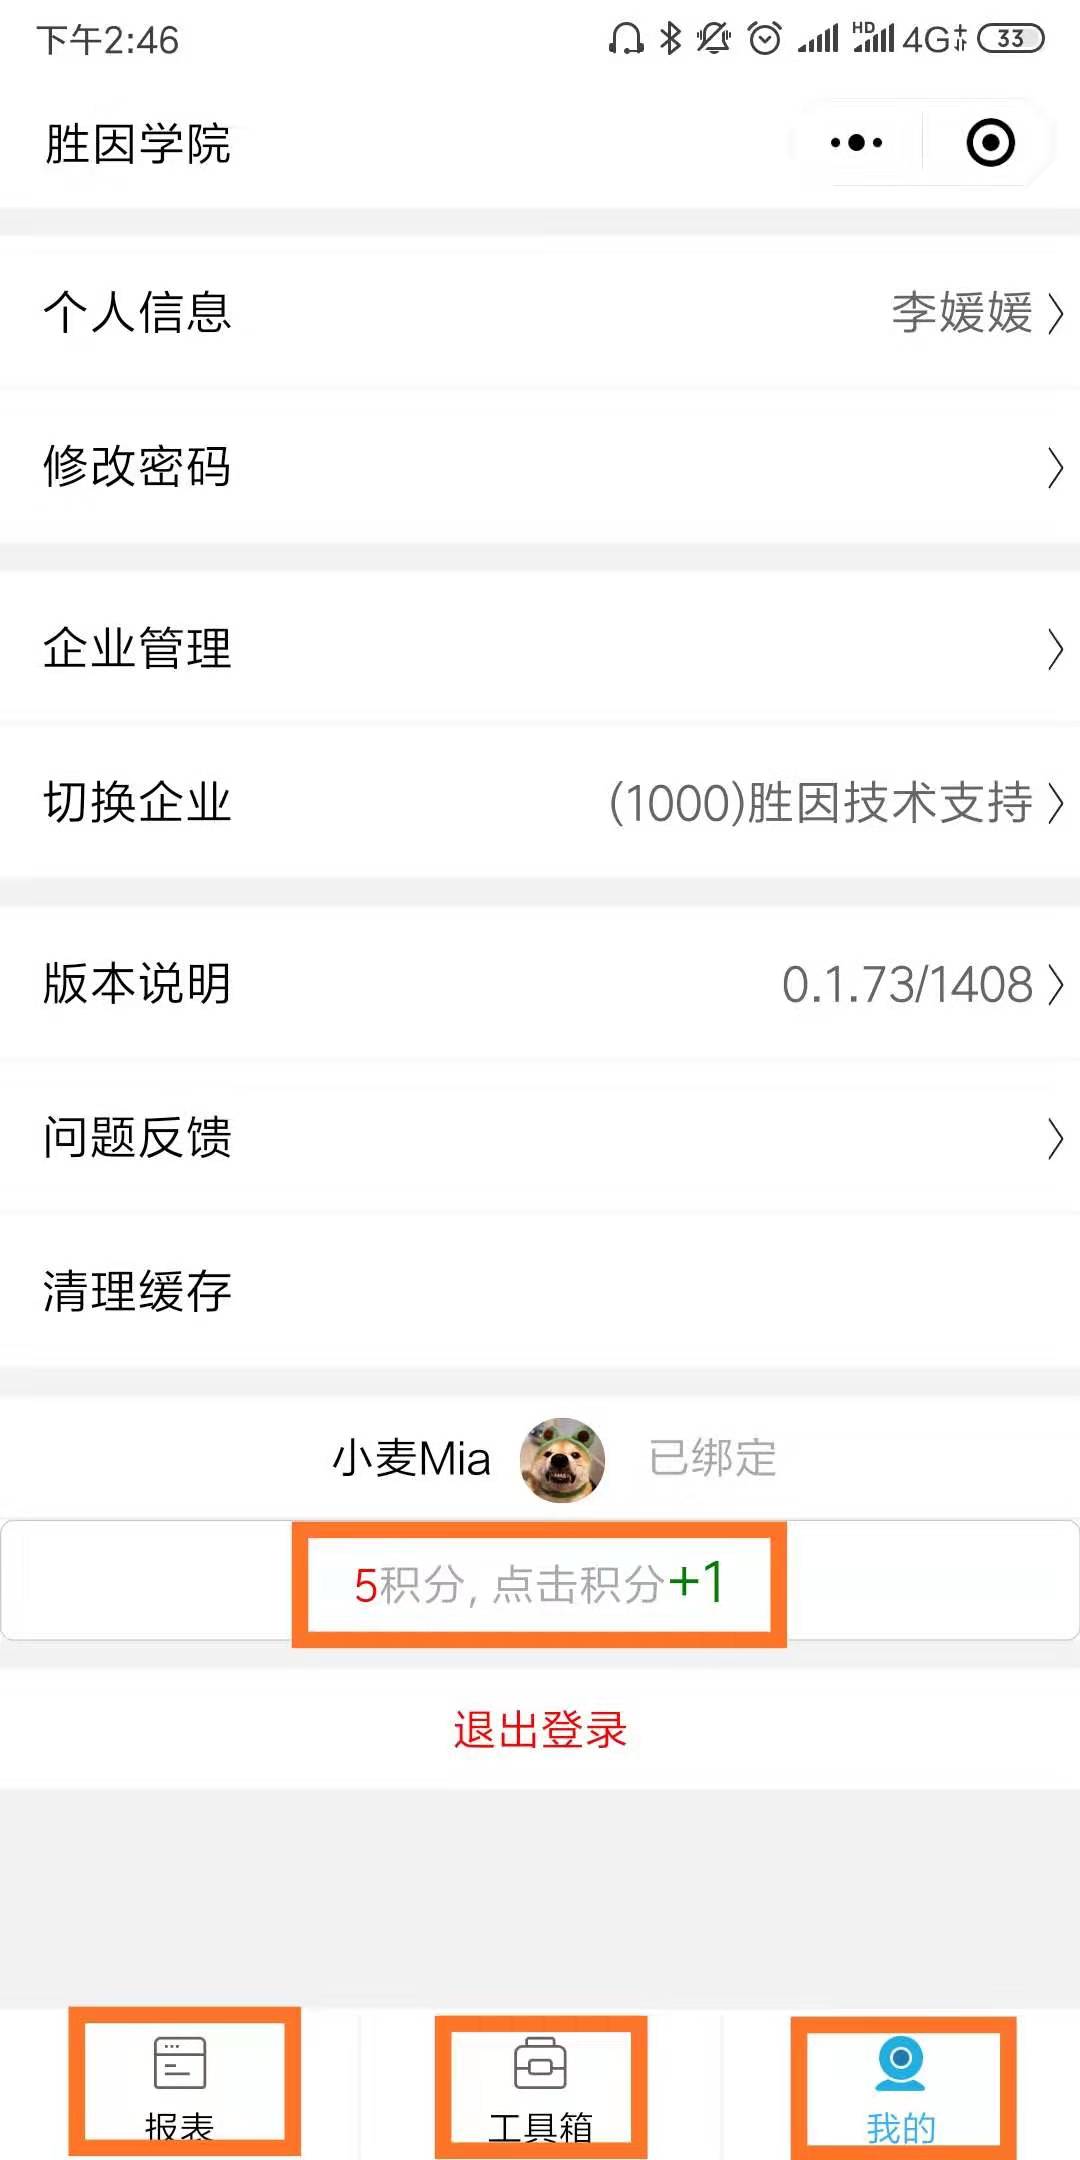 下午2:46
HD 4G 33
胜因学院
个人信息 李媛媛
修改密码
企业管理
切换企业 (1000)胜因技术支持
版本说明 0.1.73/1408
问题反馈
清理缓存
小麦Mia 已绑定
5积分, 点击积分+1
退出登录
报表 工具箱 我的